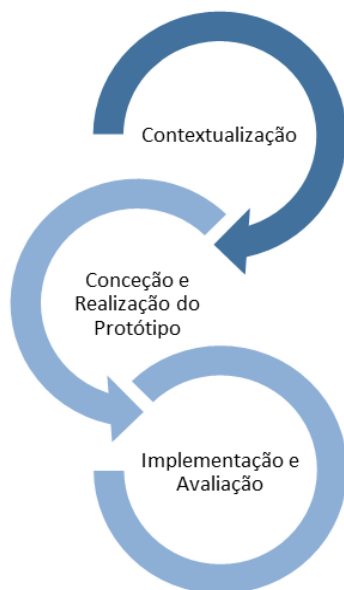 Contextualização
Conceção e
Realização do
Protótipo
Implementação e
Avaliação